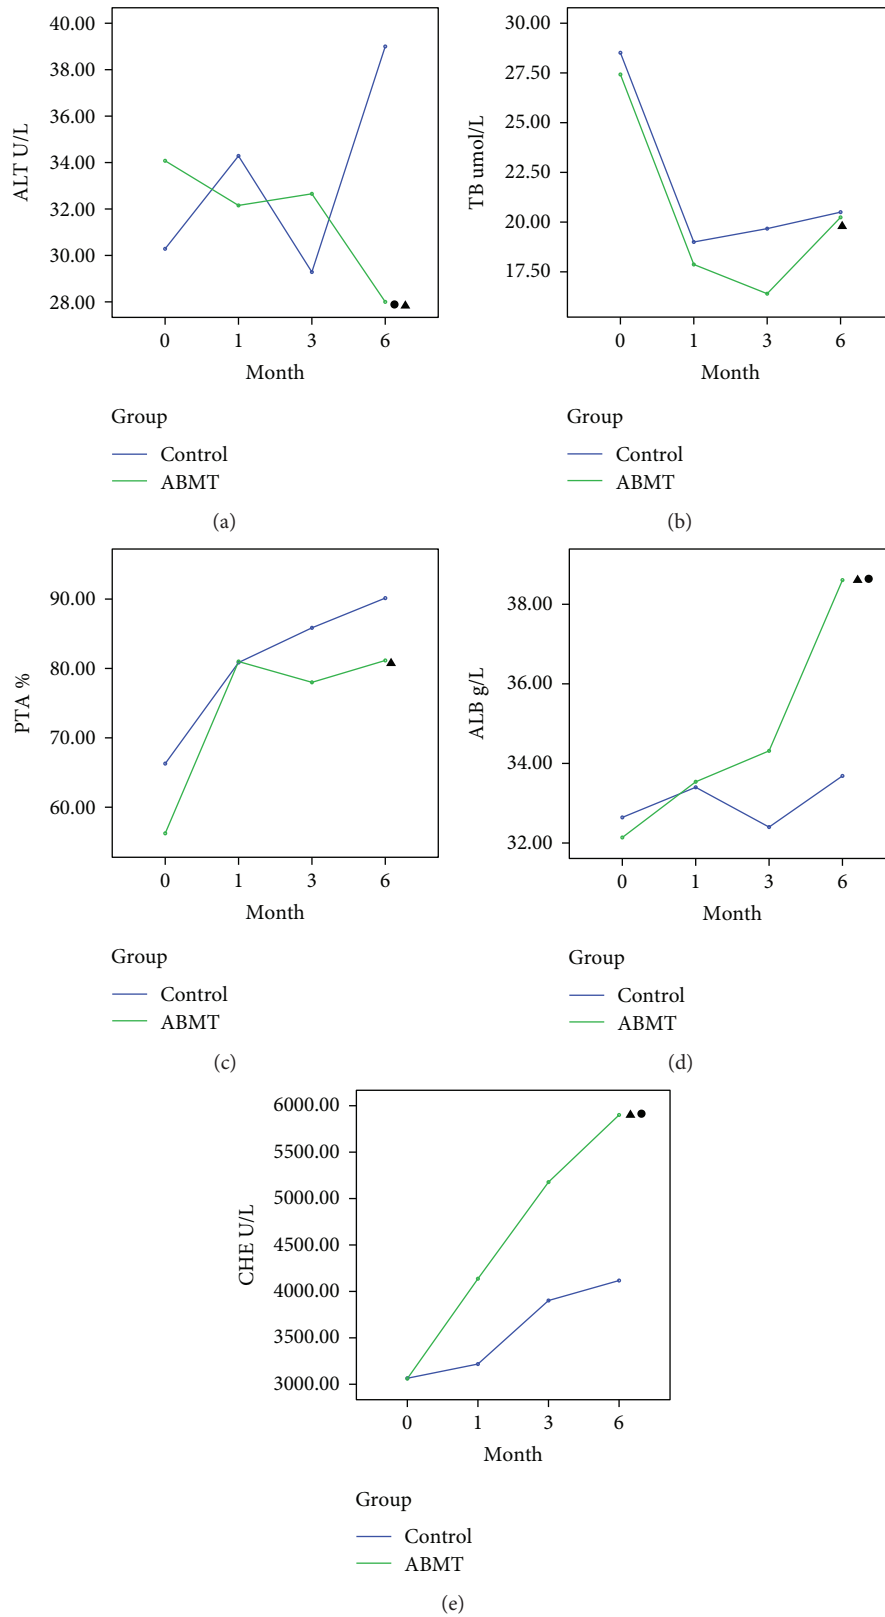 40.00
38.00
36.00
34.00
32.00
30.00
28.00
ALT U/L
0 1 3 6
Month
Group
Control
ABMT
(a)
30.00
27.50
25.00
22.50
20.00
17.50
TB umol/L
0 1 3 6
Month
Group
Control
ABMT
(b)
90.00
80.00
70.00
60.00
PTA %
0 1 3 6
Month
Group
Control
ABMT
(c)
38.00
36.00
34.00
32.00
ALB g/L
0 1 3 6
Month
Group
Control
ABMT
(d)
6000.00
5500.00
5000.00
4500.00
4000.00
3500.00
3000.00
CHE U/L
0 1 3 6
Month
Group
Control
ABMT
(e)